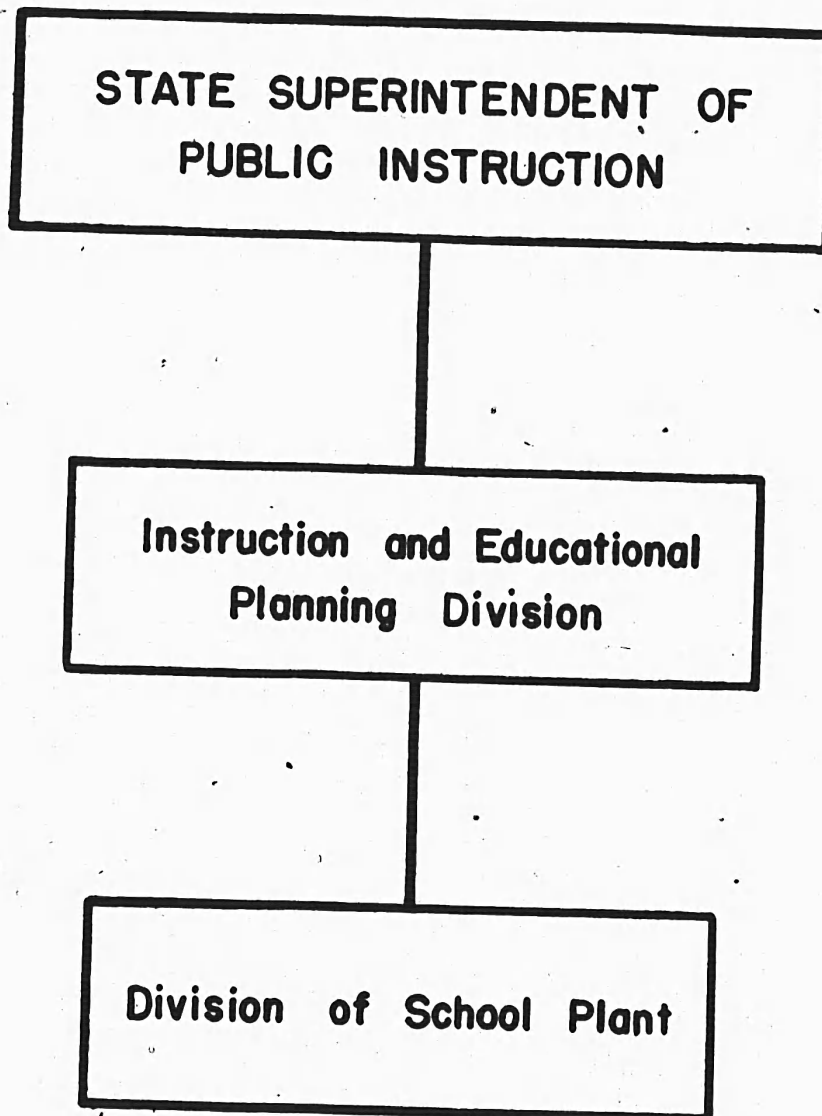 STATE SUPERINTENDENT OF
PUBLIC INSTRUCTION
Instruction and Educational
Planning Division
Division of School Plant